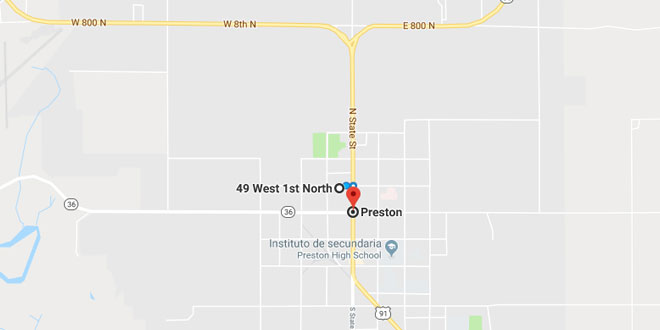 W 800 N
W 8th N
E 800 N
N State St
49 West 1st North
Preston
36
36
Instituto de secundaria
Preston High School
91
S State